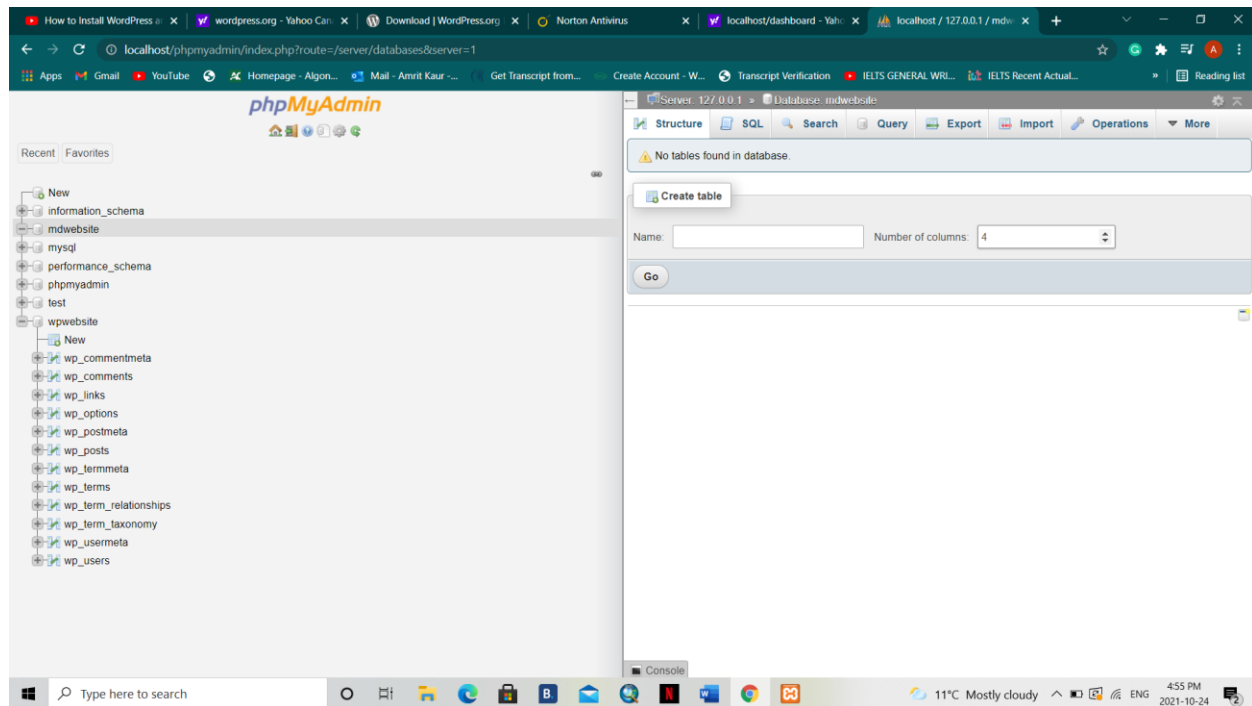 How to Install WordPress a
wordpress.org - Yahoo Can
Download | WordPress.org
Norton Antivirus
localhost/dashboard - Yaho
localhost / 127.0.0.1 / mdw
localhost/phpmyadmin/index.php?route=/server/databases&server=1
Apps Gmail YouTube Homepage - Algon... Mail - Amrit Kaur -... Get Transcript from... Create Account - W... Transcript Verification IELTS GENERAL WRI... IELTS Recent Actual... » Reading list
phpMyAdmin
Recent Favorites
New
information_schema
mdwebsite
mysql
performance_schema
phpmyadmin
test
wpwebsite
New
wp_commentmeta
wp_comments
wp_links
wp_options
wp_postmeta
wp_posts
wp_termmeta
wp_terms
wp_term_relationships
wp_term_taxonomy
wp_usermeta
wp_users
Server: 127.0.0.1 » Database: mdwebsite
Structure SQL Search Query Export Import Operations More
No tables found in database.
Create table
Name: Number of columns: 4
Go
Console
Type here to search
11°C Mostly cloudy ENG
4:55 PM
2021-10-24
2